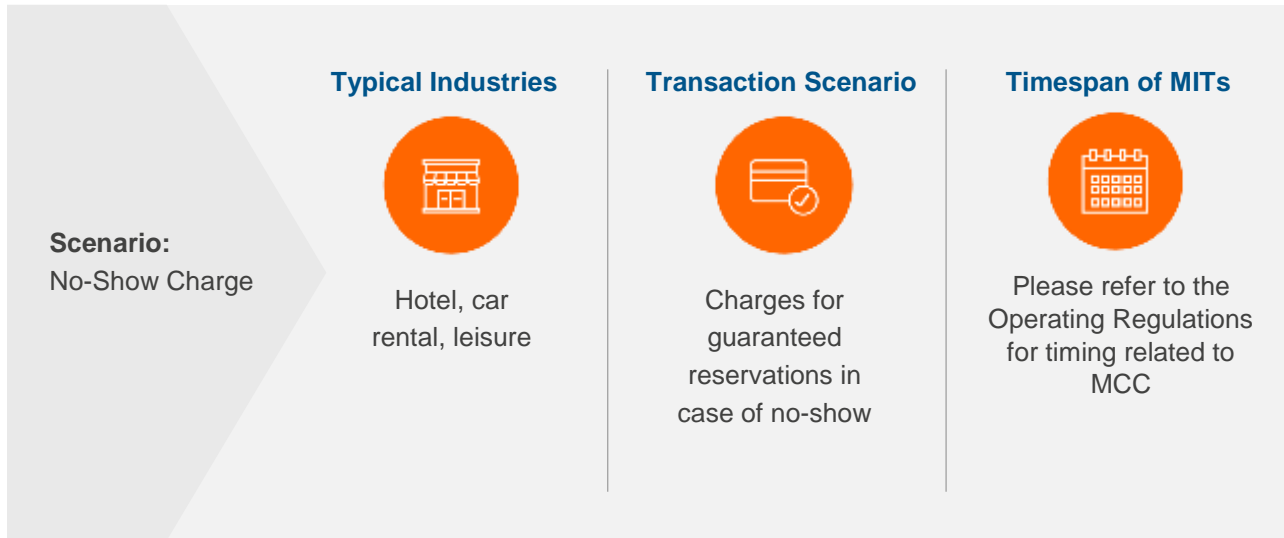 Scenario:
No-Show Charge
Typical Industries
Hotel, car
rental, leisure
Transaction Scenario
Charges for
guaranteed
reservations in
case of no-show
Timespan of MITs
Please refer to the
Operating Regulations
for timing related to
MCC